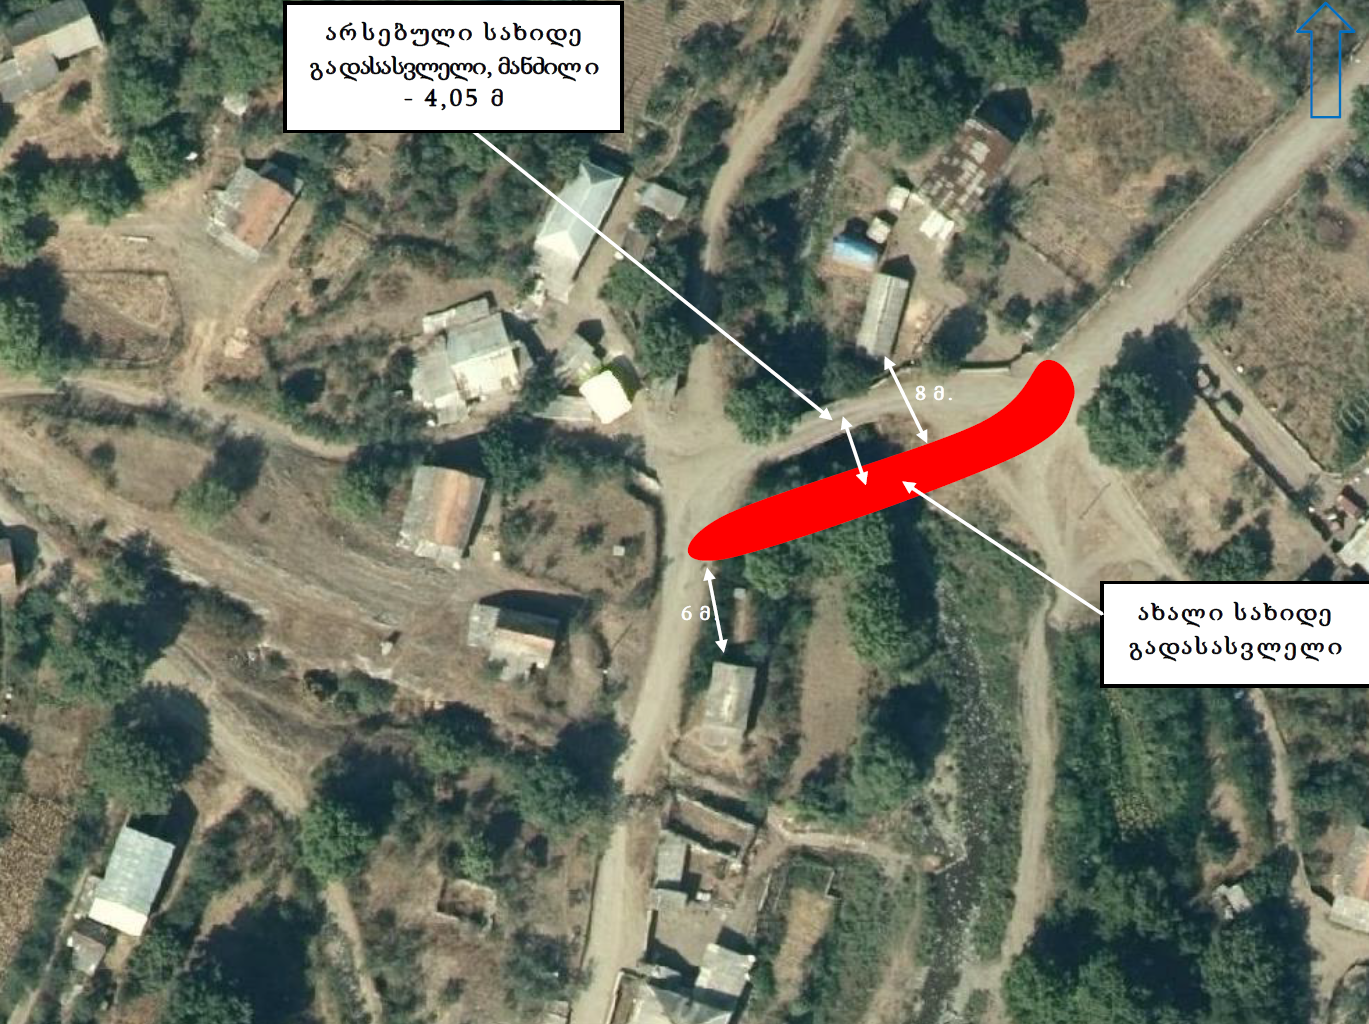 არსებული სახიდე
გადასასვლელი, მანძილი
- 4,05 მ
8 მ.
6 მ.
ახალი სახიდე
გადასასვლელი